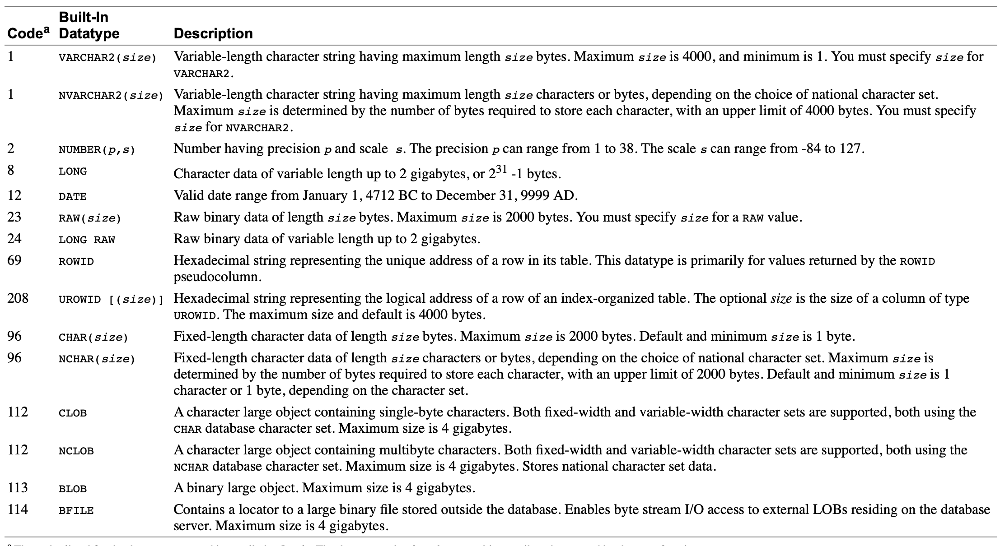 Built-In
Codeᵃ Datatype Description
1 VARCHAR2(size) Variable-length character string having maximum length size bytes. Maximum size is 4000, and minimum is 1. You must specify size for
VARCHAR2.
1 NVARCHAR2(size) Variable-length character string having maximum length size characters or bytes, depending on the choice of national character set.
Maximum size is determined by the number of bytes required to store each character, with an upper limit of 4000 bytes. You must specify
size for NVARCHAR2.
2 NUMBER(p,s) Number having precision p and scale s. The precision p can range from 1 to 38. The scale s can range from -84 to 127.
8 LONG Character data of variable length up to 2 gigabytes, or 2³¹ -1 bytes.
12 DATE Valid date range from January 1, 4712 BC to December 31, 9999 AD.
23 RAW(size) Raw binary data of length size bytes. Maximum size is 2000 bytes. You must specify size for a RAW value.
24 LONG RAW Raw binary data of variable length up to 2 gigabytes.
69 ROWID Hexadecimal string representing the unique address of a row in its table. This datatype is primarily for values returned by the ROWID
pseudocolumn.
208 UROWID [(size)] Hexadecimal string representing the logical address of a row of an index-organized table. The optional size is the size of a column of type
UROWID. The maximum size and default is 4000 bytes.
96 CHAR(size) Fixed-length character data of length size bytes. Maximum size is 2000 bytes. Default and minimum size is 1 byte.
96 NCHAR(size) Fixed-length character data of length size characters or bytes, depending on the choice of national character set. Maximum size is
determined by the number of bytes required to store each character, with an upper limit of 2000 bytes. Default and minimum size is 1
character or 1 byte, depending on the character set.
112 CLOB A character large object containing single-byte characters. Both fixed-width and variable-width character sets are supported, both using the
CHAR database character set. Maximum size is 4 gigabytes.
112 NCLOB A character large object containing multibyte characters. Both fixed-width and variable-width character sets are supported, both using the
NCHAR database character set. Maximum size is 4 gigabytes. Stores national character set data.
113 BLOB A binary large object. Maximum size is 4 gigabytes.
114 BFILE Contains a locator to a large binary file stored outside the database. Enables byte stream I/O access to external LOBs residing on the database
server. Maximum size is 4 gigabytes.